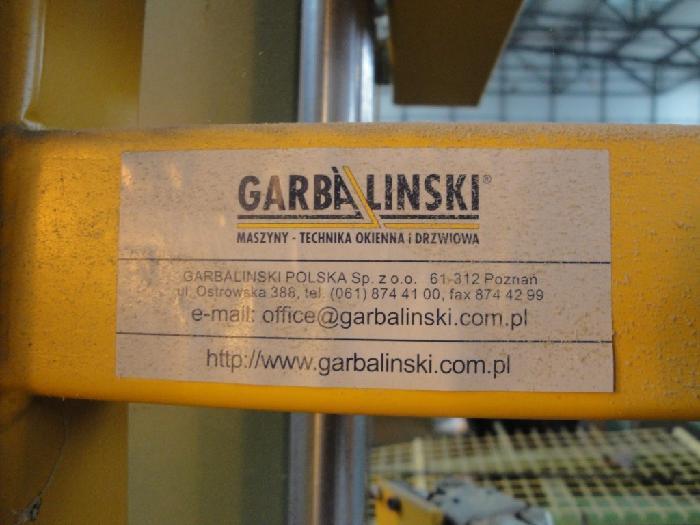 GARBALINSKI®
MASZYNY - TECHNIKA OKIENNA i DRZWIOWA
GARBALINSKI POLSKA Sp. z o.o. 61-312 Poznań
ul. Ostrowska 388, tel. (061) 874 41 00, fax 874 42 99
e-mail: office@garbalinski.com.pl
http://www.garbalinski.com.pl